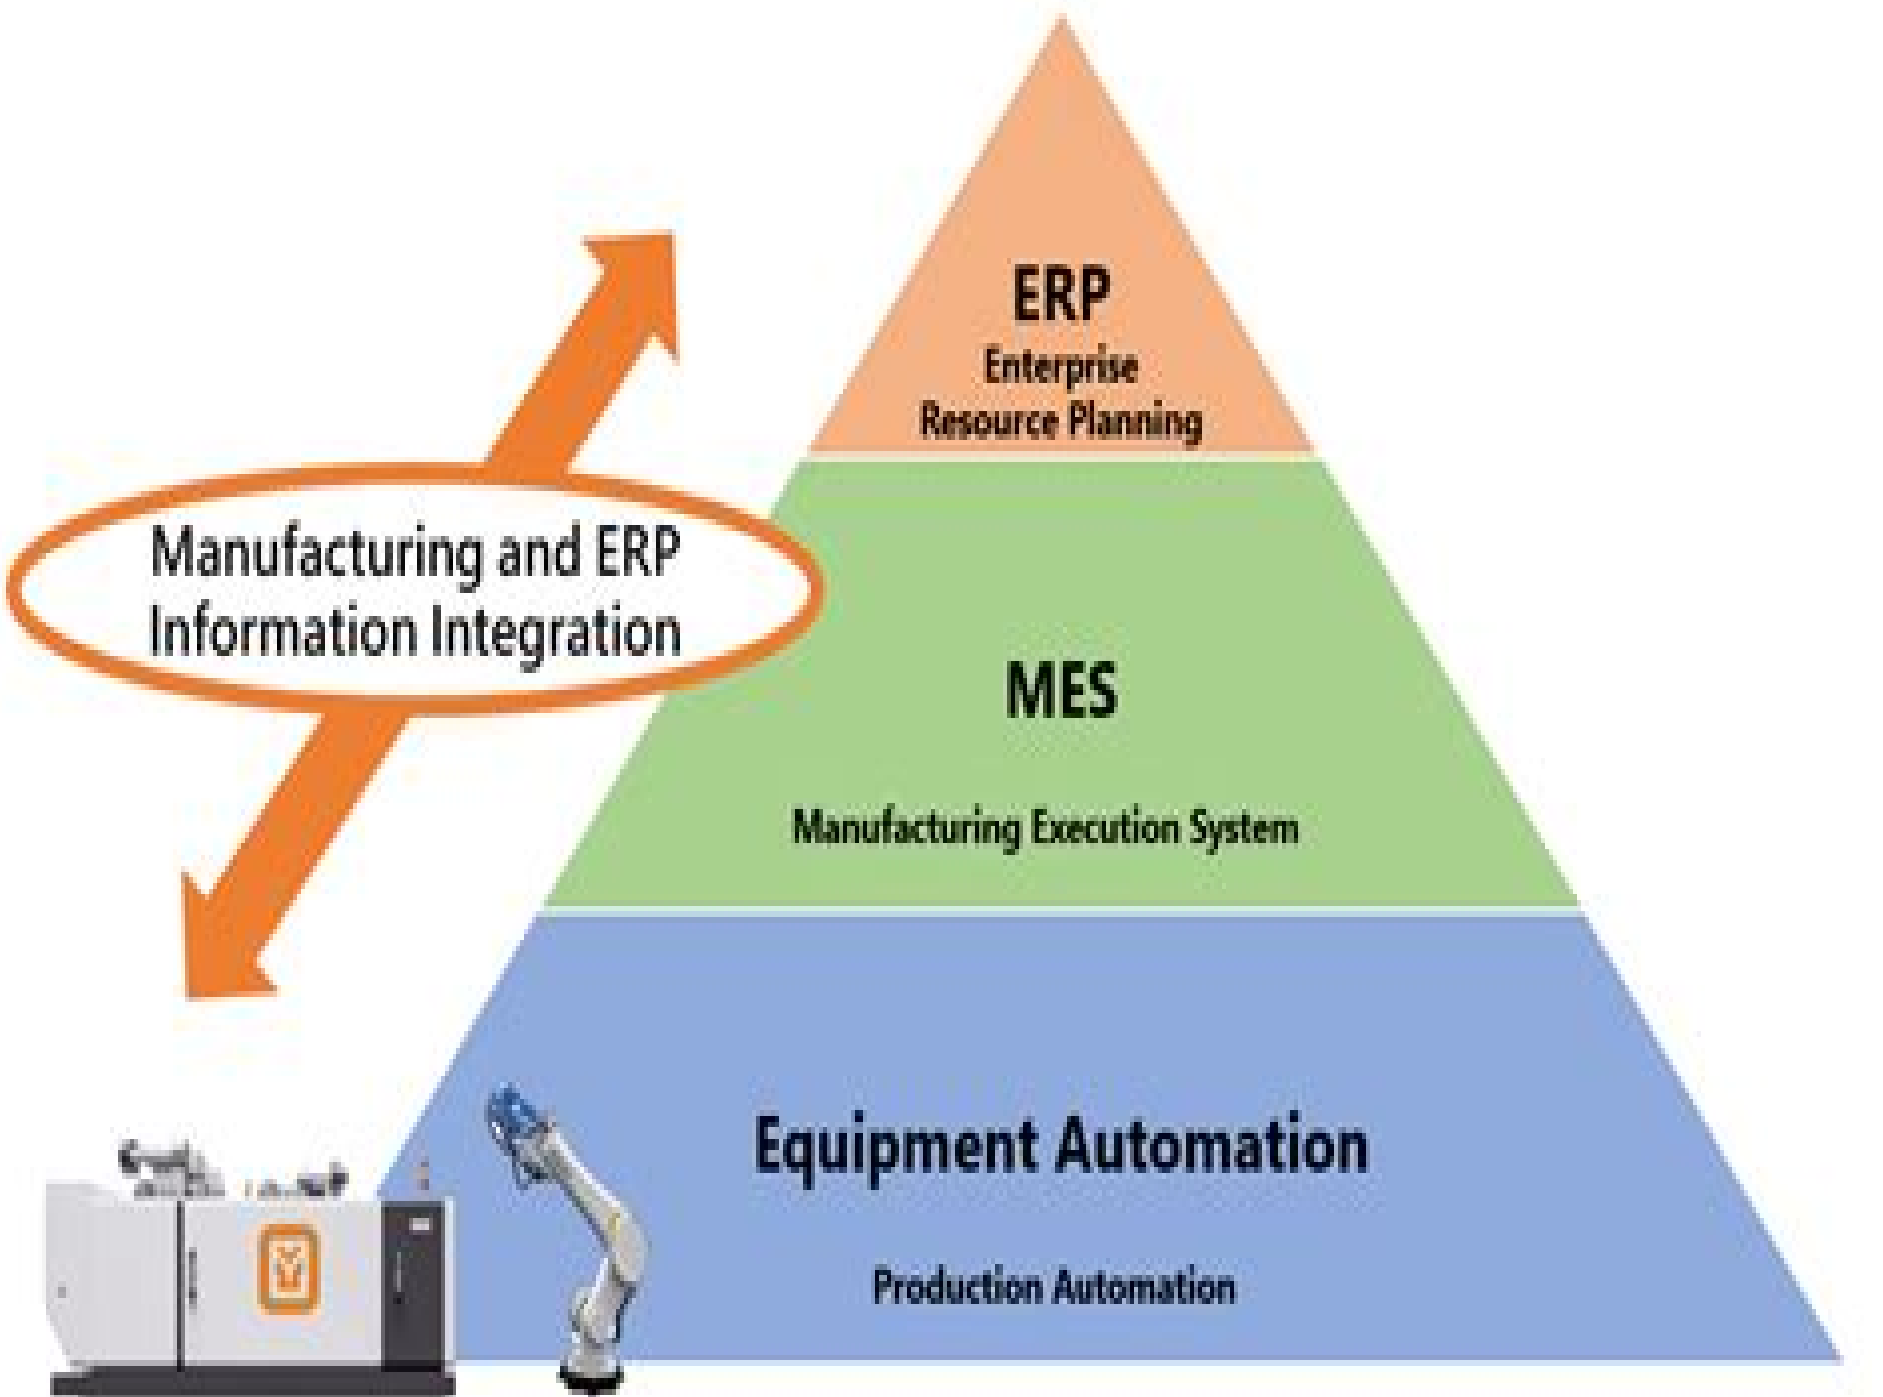 ERP
Enterprise
Resource Planning
Manufacturing and ERP
Information Integration
MES
Manufacturing Execution System
Equipment Automation
Production Automation